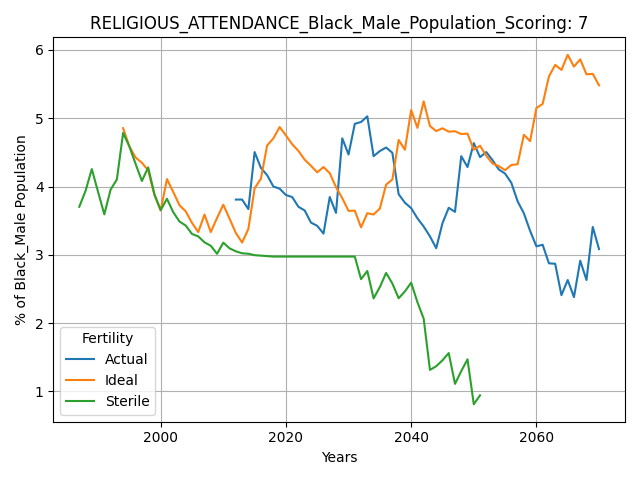 RELIGIOUS_ATTENDANCE_Black_Male_Population_Scoring: 7
% of Black_Male Population
6
5
4
3
2
1
Fertility
Actual
Ideal
Sterile
2000 2020 2040 2060
Years